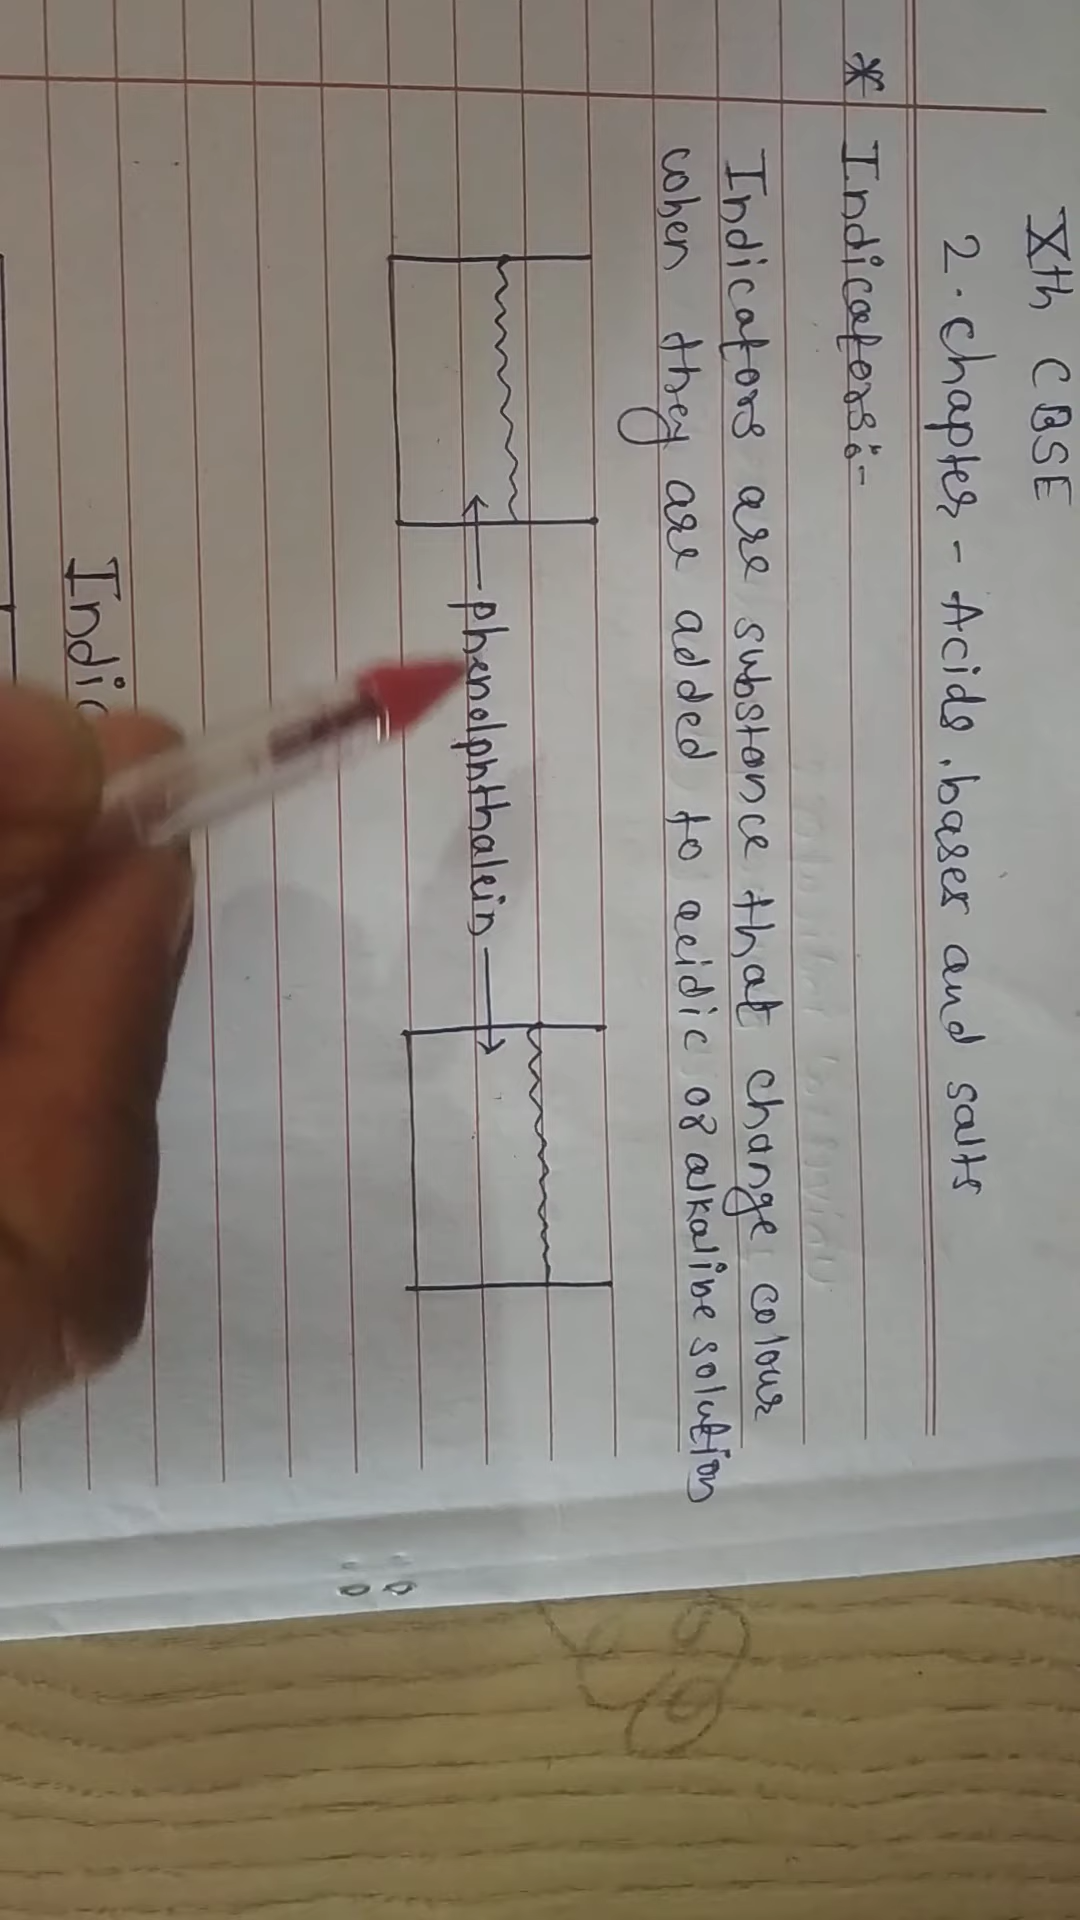 Xth CBSE
2. chapter - Acids, bases and salts
* Indicators:-
Indicators are substance that change colour
when they are added to acidic or alkaline solution
phenolphthalein